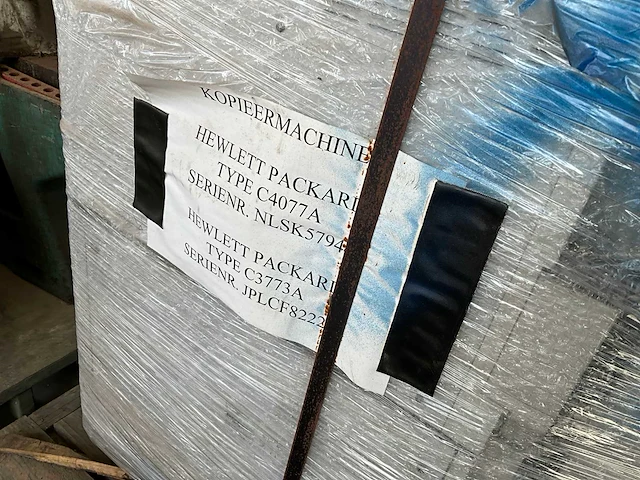 KOPIEERMACHINE
HEWLETT PACKARD
TYPE C4077A
SERIENR. NLSK5794
HEWLETT PACKARD
TYPE C3773A
SERIENR. JPLCF8222